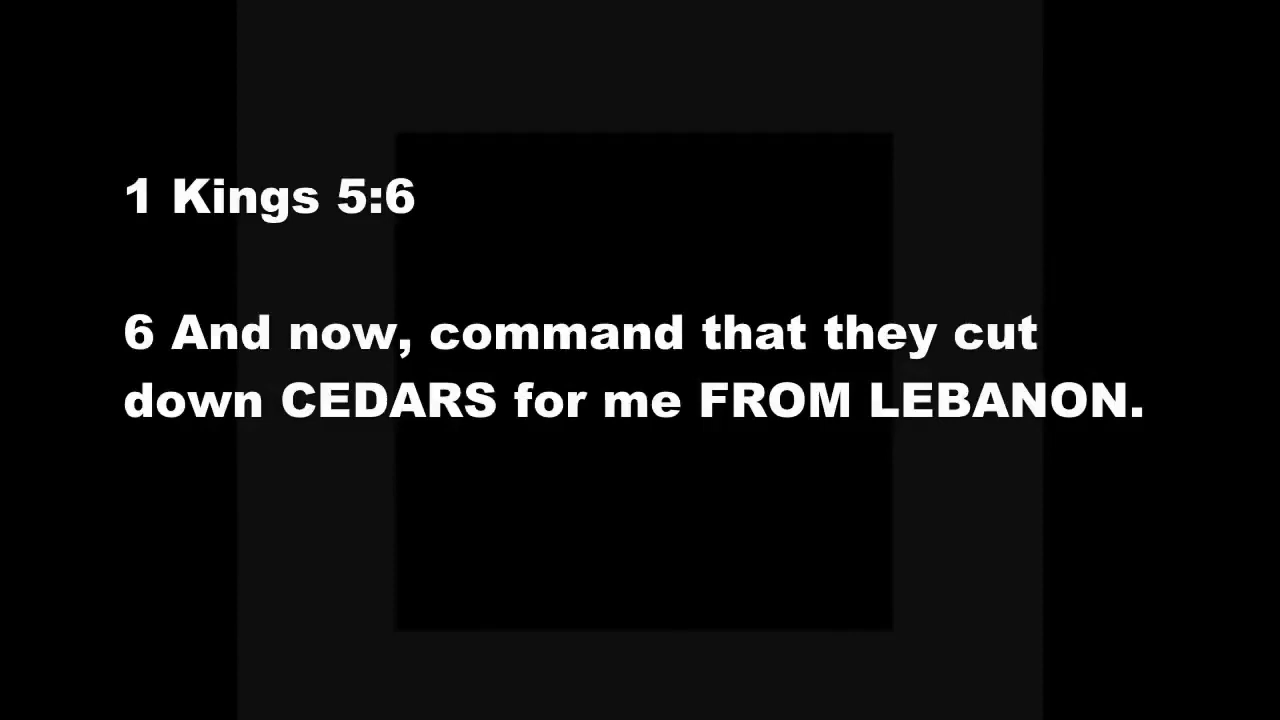 1 Kings 5:6
6 And now, command that they cut
down CEDARS for me FROM LEBANON.